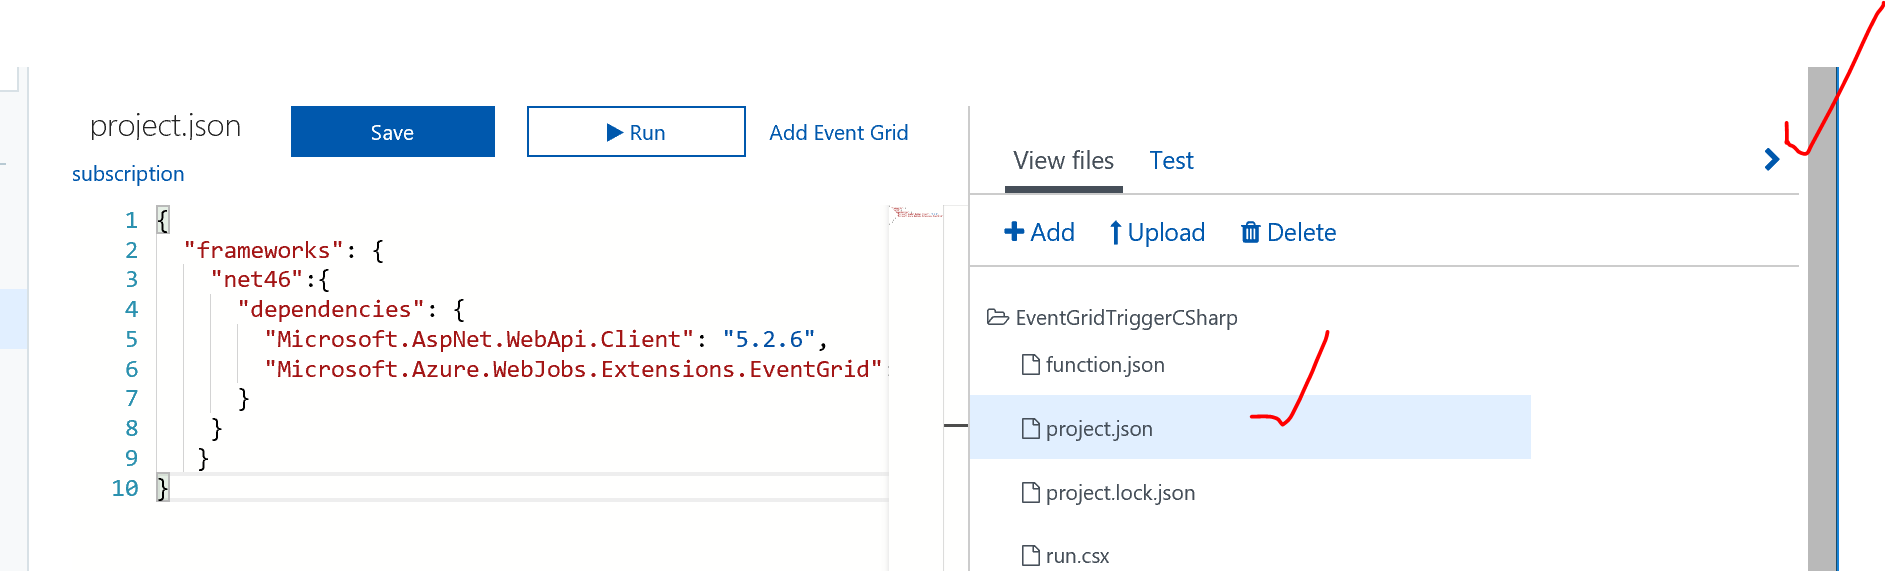 project.json
Save
Run
Add Event Grid
subscription
1 {
2 "frameworks": {
3 "net46":{
4 "dependencies": {
5 "Microsoft.AspNet.WebApi.Client": "5.2.6",
6 "Microsoft.Azure.WebJobs.Extensions.EventGrid":
7 }
8 }
9 }
10 }
View files
Test
Add
Upload
Delete
EventGridTriggerCSharp
function.json
project.json
project.lock.json
run.csx